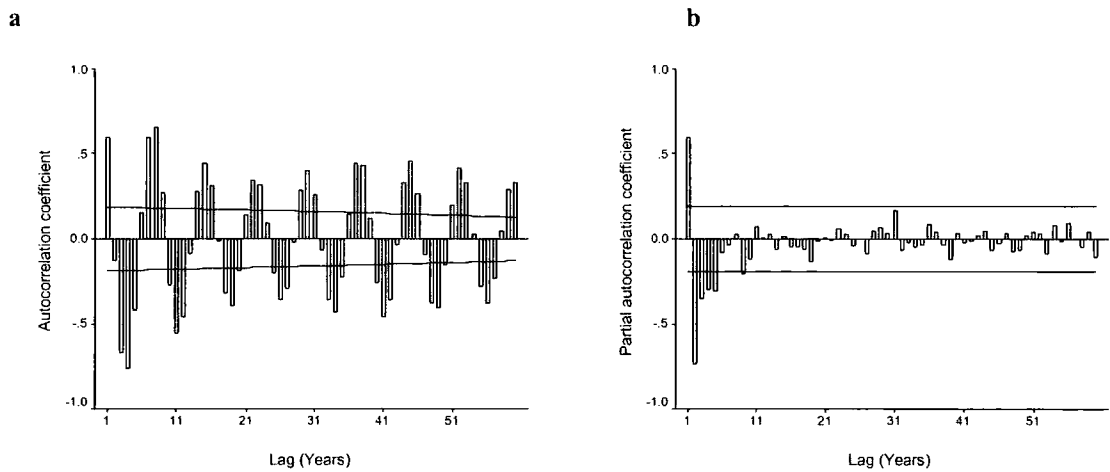 a
b
1.0
.5
0.0
-.5
-1.0
Autocorrelation coefficient
1 11 21 31 41 51
Lag (Years)
1.0
.5
0.0
-.5
-1.0
Partial autocorrelation coefficient
1 11 21 31 41 51
Lag (Years)